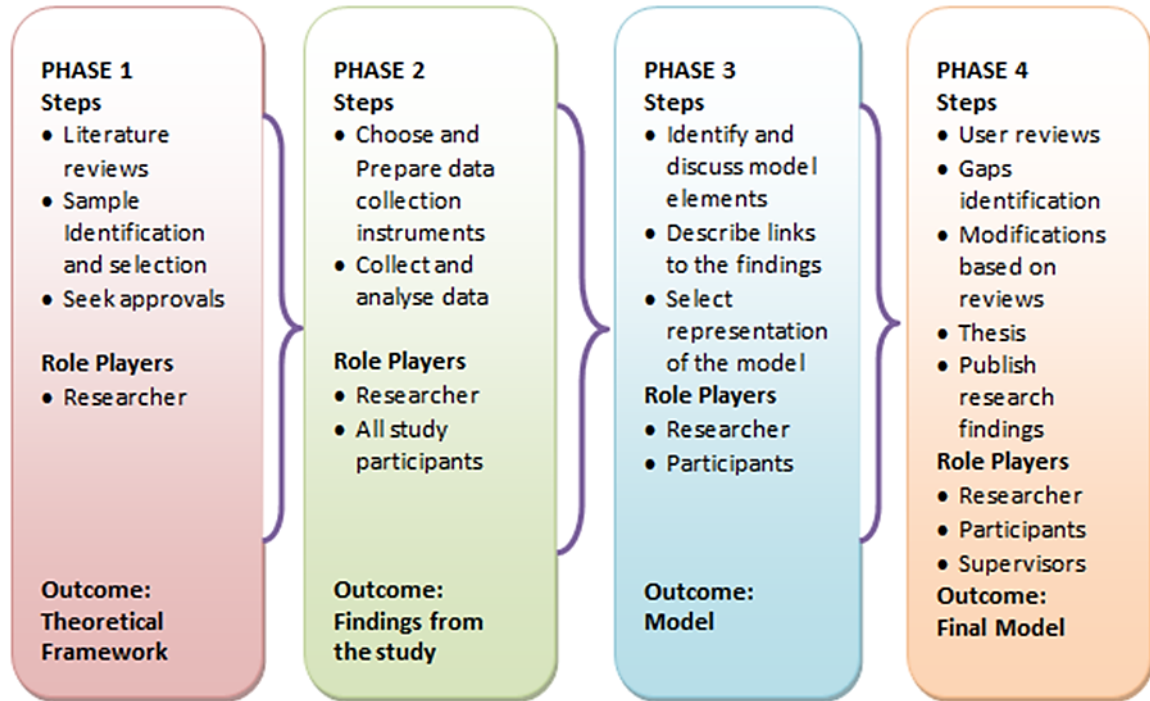 PHASE 1
Steps
• Literature
reviews
• Sample
Identification
and selection
• Seek approvals
Role Players
• Researcher
Outcome:
Theoretical
Framework
PHASE 2
Steps
• Choose and
Prepare data
collection
instruments
• Collect and
analyse data
Role Players
• Researcher
• All study
participants
Outcome:
Findings from
the study
PHASE 3
Steps
• Identify and
discuss model
elements
• Describe links
to the findings
• Select
representation
of the model
Role Players
• Researcher
• Participants
Outcome:
Model
PHASE 4
Steps
• User reviews
• Gaps
identification
• Modifications
based on
reviews
• Thesis
• Publish
research
findings
Role Players
• Researcher
• Participants
• Supervisors
Outcome:
Final Model